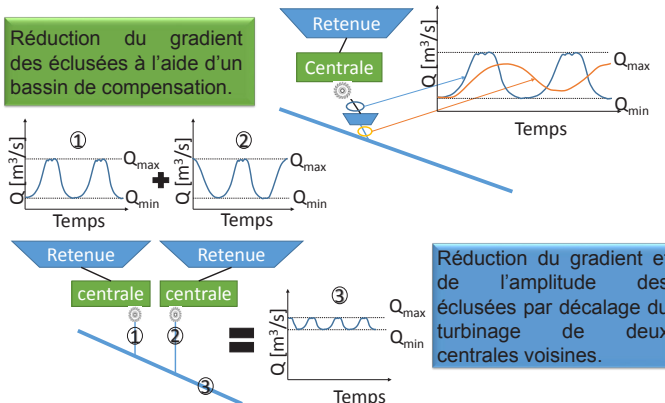 Réduction du gradient
des éclusées à l'aide d'un
bassin de compensation.
Retenue
Centrale
Q [m³/s]
Qmax
Qmin
Temps
①
Q [m³/s]
Qmax
Qmin
Temps
②
Q [m³/s]
Temps
Retenue
Retenue
centrale
centrale
①
②
③
③
Q [m³/s]
Qmax
Qmin
Temps
Réduction du gradient et
de l'amplitude des
éclusées par décalage du
turbinage de deux
centrales voisines.